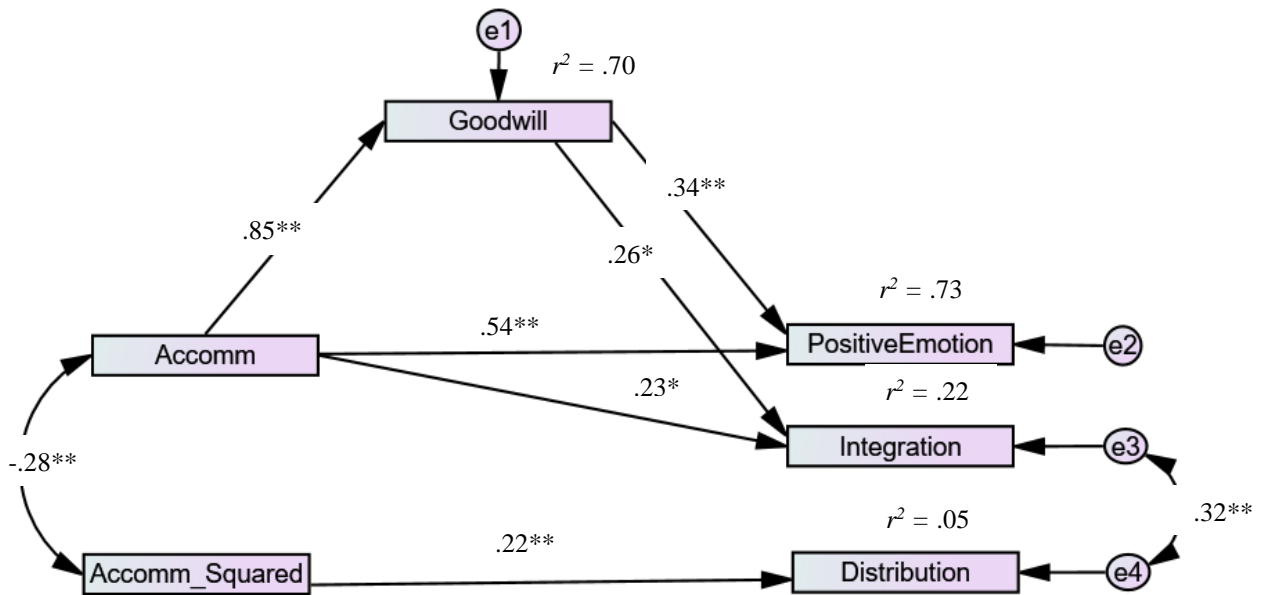 e1
r² = .70
Goodwill
.34**
.85**
.26*
r² = .73
.54**
Accomm
PositiveEmotion
e2
.23*
r² = .22
Integration
e3
-.28**
r² = .05
.32**
.22**
Accomm_Squared
Distribution
e4